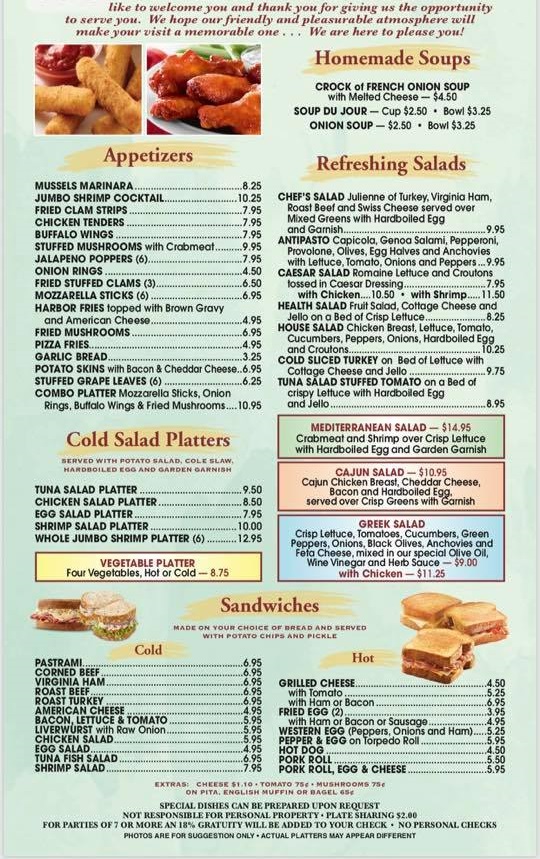 like to welcome you and thank you for giving us the opportunity
to serve you. We hope our friendly and pleasurable atmosphere will
make your visit a memorable one . . . We are here to please you!
Homemade Soups
CROCK of FRENCH ONION SOUP
with Melted Cheese — $4.50
SOUP DU JOUR — Cup $2.50 • Bowl $3.25
ONION SOUP — $2.50 • Bowl $3.25
Appetizers
MUSSELS MARINARA...8.25
JUMBO SHRIMP COCKTAIL...10.25
FRIED CLAM STRIPS...7.95
CHICKEN TENDERS...7.95
BUFFALO WINGS...7.95
STUFFED MUSHROOMS with Crabmeat...9.95
JALAPENO POPPERS (6)...7.95
ONION RINGS...4.50
FRIED STUFFED CLAMS (3)...6.50
MOZZARELLA STICKS (6)...6.95
HARBOR FRIES topped with Brown Gravy
and American Cheese...4.95
FRIED MUSHROOMS...6.95
PIZZA FRIES...4.95
GARLIC BREAD...3.25
POTATO SKINS with Bacon & Cheddar Cheese..6.95
STUFFED GRAPE LEAVES (6)...6.25
COMBO PLATTER Mozzarella Sticks, Onion
Rings, Buffalo Wings & Fried Mushrooms....10.95
Cold Salad Platters
SERVED WITH POTATO SALAD, COLE SLAW,
HARDBOILED EGG AND GARDEN GARNISH
TUNA SALAD PLATTER...9.50
CHICKEN SALAD PLATTER...8.50
EGG SALAD PLATTER...7.95
SHRIMP SALAD PLATTER...10.00
WHOLE JUMBO SHRIMP PLATTER (6)...12.95
VEGETABLE PLATTER
Four Vegetables, Hot or Cold — 8.75
Refreshing Salads
CHEF'S SALAD Julienne of Turkey, Virginia Ham,
Roast Beef and Swiss Cheese served over
Mixed Greens with Hardboiled Egg
and Garnish...9.95
ANTIPASTO Capicola, Genoa Salami, Pepperoni,
Provolone, Olives, Egg Halves and Anchovies
with Lettuce, Tomato, Onions and Peppers...9.95
CAESAR SALAD Romaine Lettuce and Croutons
tossed in Caesar Dressing...7.95
with Chicken....10.50 • with Shrimp.....11.50
HEALTH SALAD Fruit Salad, Cottage Cheese and
Jello on a Bed of Crisp Lettuce...8.25
HOUSE SALAD Chicken Breast, Lettuce, Tomato,
Cucumbers, Peppers, Onions, Hardboiled Egg
and Croutons...10.25
COLD SLICED TURKEY on Bed of Lettuce with
Cottage Cheese and Jello...9.75
TUNA SALAD STUFFED TOMATO on a Bed of
crispy Lettuce with Hardboiled Egg
and Jello...8.95
MEDITERRANEAN SALAD — $14.95
Crabmeat and Shrimp over Crisp Lettuce
with Hardboiled Egg and Garden Garnish
CAJUN SALAD — $10.95
Cajun Chicken Breast, Cheddar Cheese,
Bacon and Hardboiled Egg,
served over Crisp Greens with Garnish
GREEK SALAD
Crisp Lettuce, Tomatoes, Cucumbers, Green
Peppers, Onions, Black Olives, Anchovies and
Feta Cheese, mixed in our special Olive Oil,
Wine Vinegar and Herb Sauce — $9.00
with Chicken — $11.25
Sandwiches
MADE ON YOUR CHOICE OF BREAD AND SERVED
WITH POTATO CHIPS AND PICKLE
Cold
PASTRAMI...6.95
CORNED BEEF...6.95
VIRGINIA HAM...6.95
ROAST BEEF...6.95
ROAST TURKEY...6.95
AMERICAN CHEESE...4.95
BACON, LETTUCE & TOMATO...5.95
LIVERWURST with Raw Onion...5.95
CHICKEN SALAD...5.95
EGG SALAD...4.95
TUNA FISH SALAD...6.95
SHRIMP SALAD...7.95
Hot
GRILLED CHEESE...4.50
with Tomato...5.25
with Ham or Bacon...6.95
FRIED EGG (2)...3.95
with Ham or Bacon or Sausage...4.95
WESTERN EGG (Peppers, Onions and Ham).....5.25
PEPPER & EGG on Torpedo Roll...5.95
HOT DOG...4.50
PORK ROLL...5.50
PORK ROLL, EGG & CHEESE...5.95
EXTRAS: CHEESE $1.10 • TOMATO 75¢ • MUSHROOMS 75¢
ON PITA, ENGLISH MUFFIN OR BAGEL 65¢
SPECIAL DISHES CAN BE PREPARED UPON REQUEST
NOT RESPONSIBLE FOR PERSONAL PROPERTY • PLATE SHARING $2.00
FOR PARTIES OF 7 OR MORE AN 18% GRATUITY WILL BE ADDED TO YOUR CHECK • NO PERSONAL CHECKS
PHOTOS ARE FOR SUGGESTION ONLY • ACTUAL PLATTERS MAY APPEAR DIFFERENT